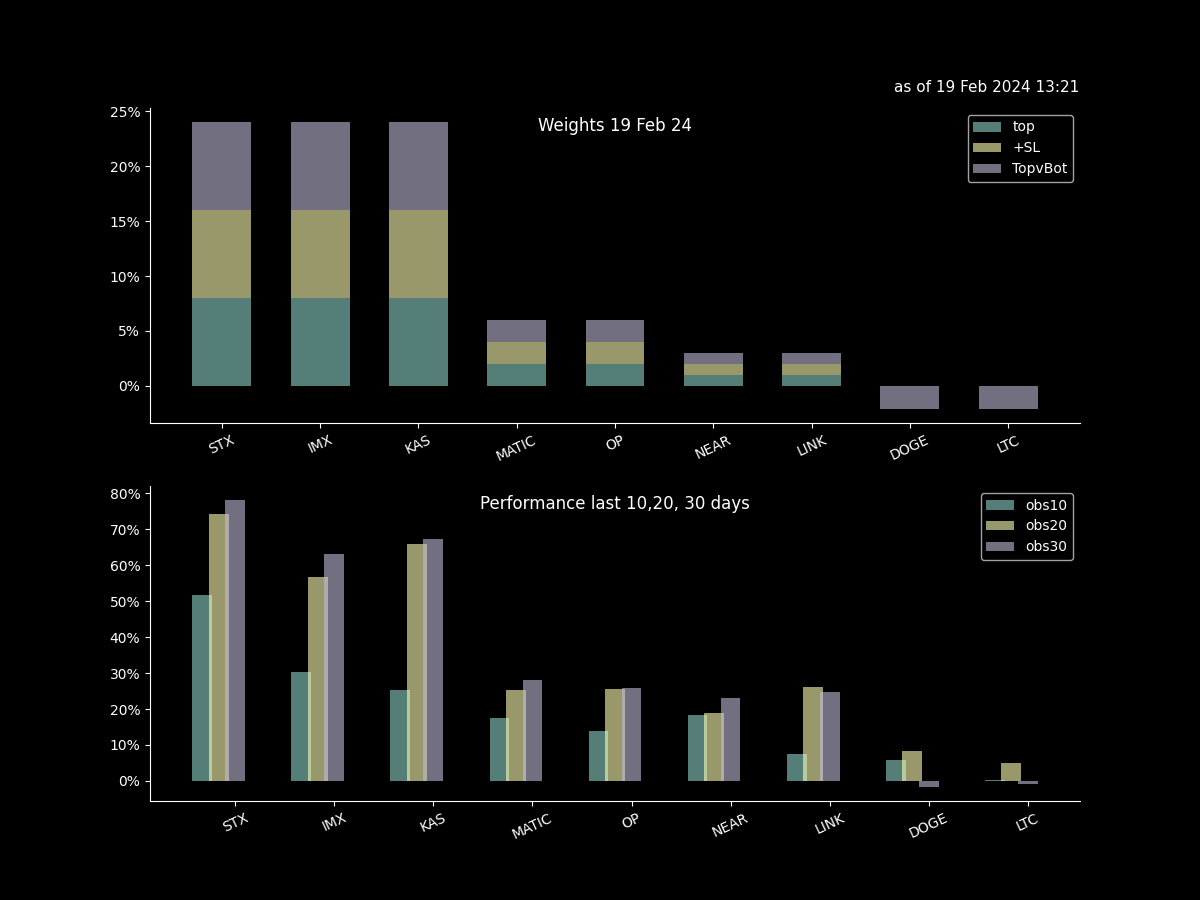 as of 19 Feb 2024 13:21
Weights 19 Feb 24
top
+SL
TopvBot
25%
20%
15%
10%
5%
0%
STX IMX KAS MATIC OP NEAR LINK DOGE LTC
Performance last 10,20, 30 days
obs10
obs20
obs30
80%
70%
60%
50%
40%
30%
20%
10%
0%
STX IMX KAS MATIC OP NEAR LINK DOGE LTC